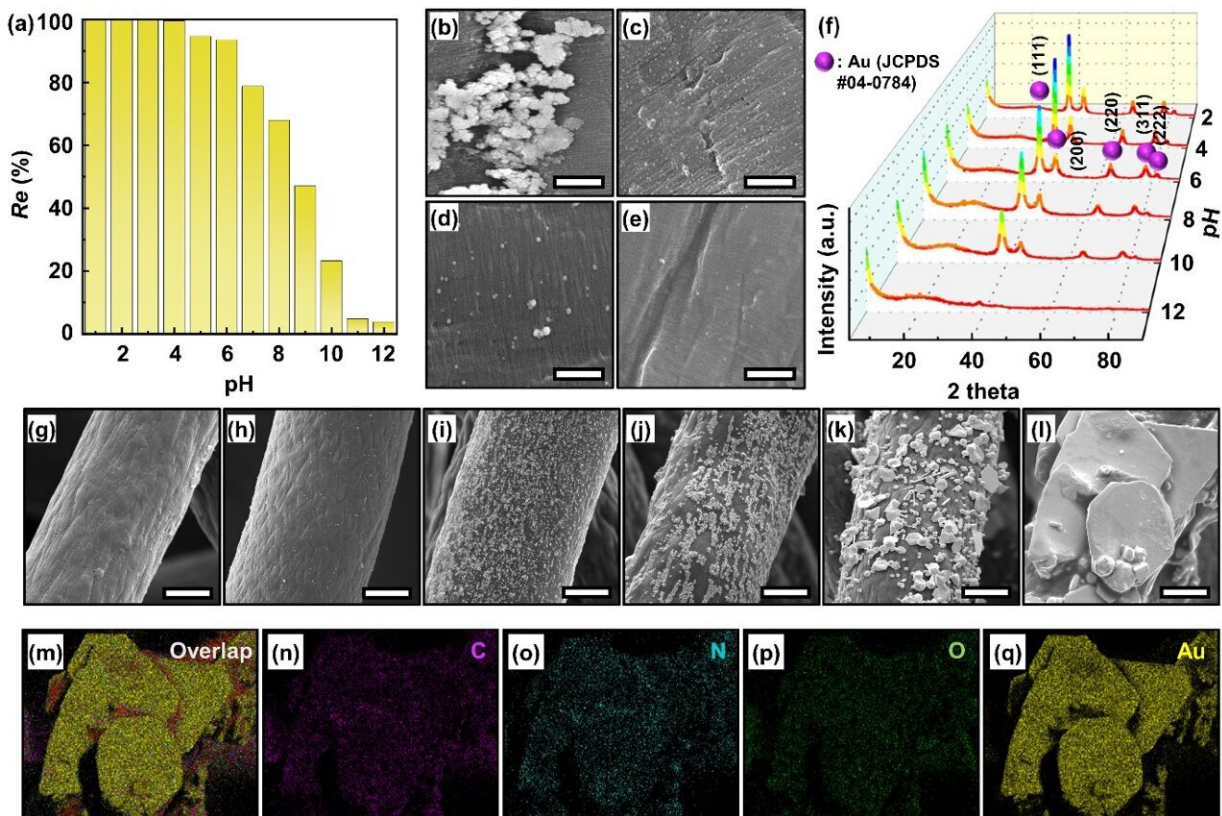 (a)
100
80
60
40
20
0
Re (%)
2 4 6 8 10 12
pH
(b)
(c)
(d)
(e)
(f)
: Au (JCPDS
#04-0784)
(111)
(200)
(220)
(311)
(222)
2
4
6
8
10
12
pH
Intensity (a.u.)
20 40 60 80
2 theta
(g)
(h)
(i)
(j)
(k)
(l)
(m) Overlap
(n) C
(o) N
(p) O
(q) Au